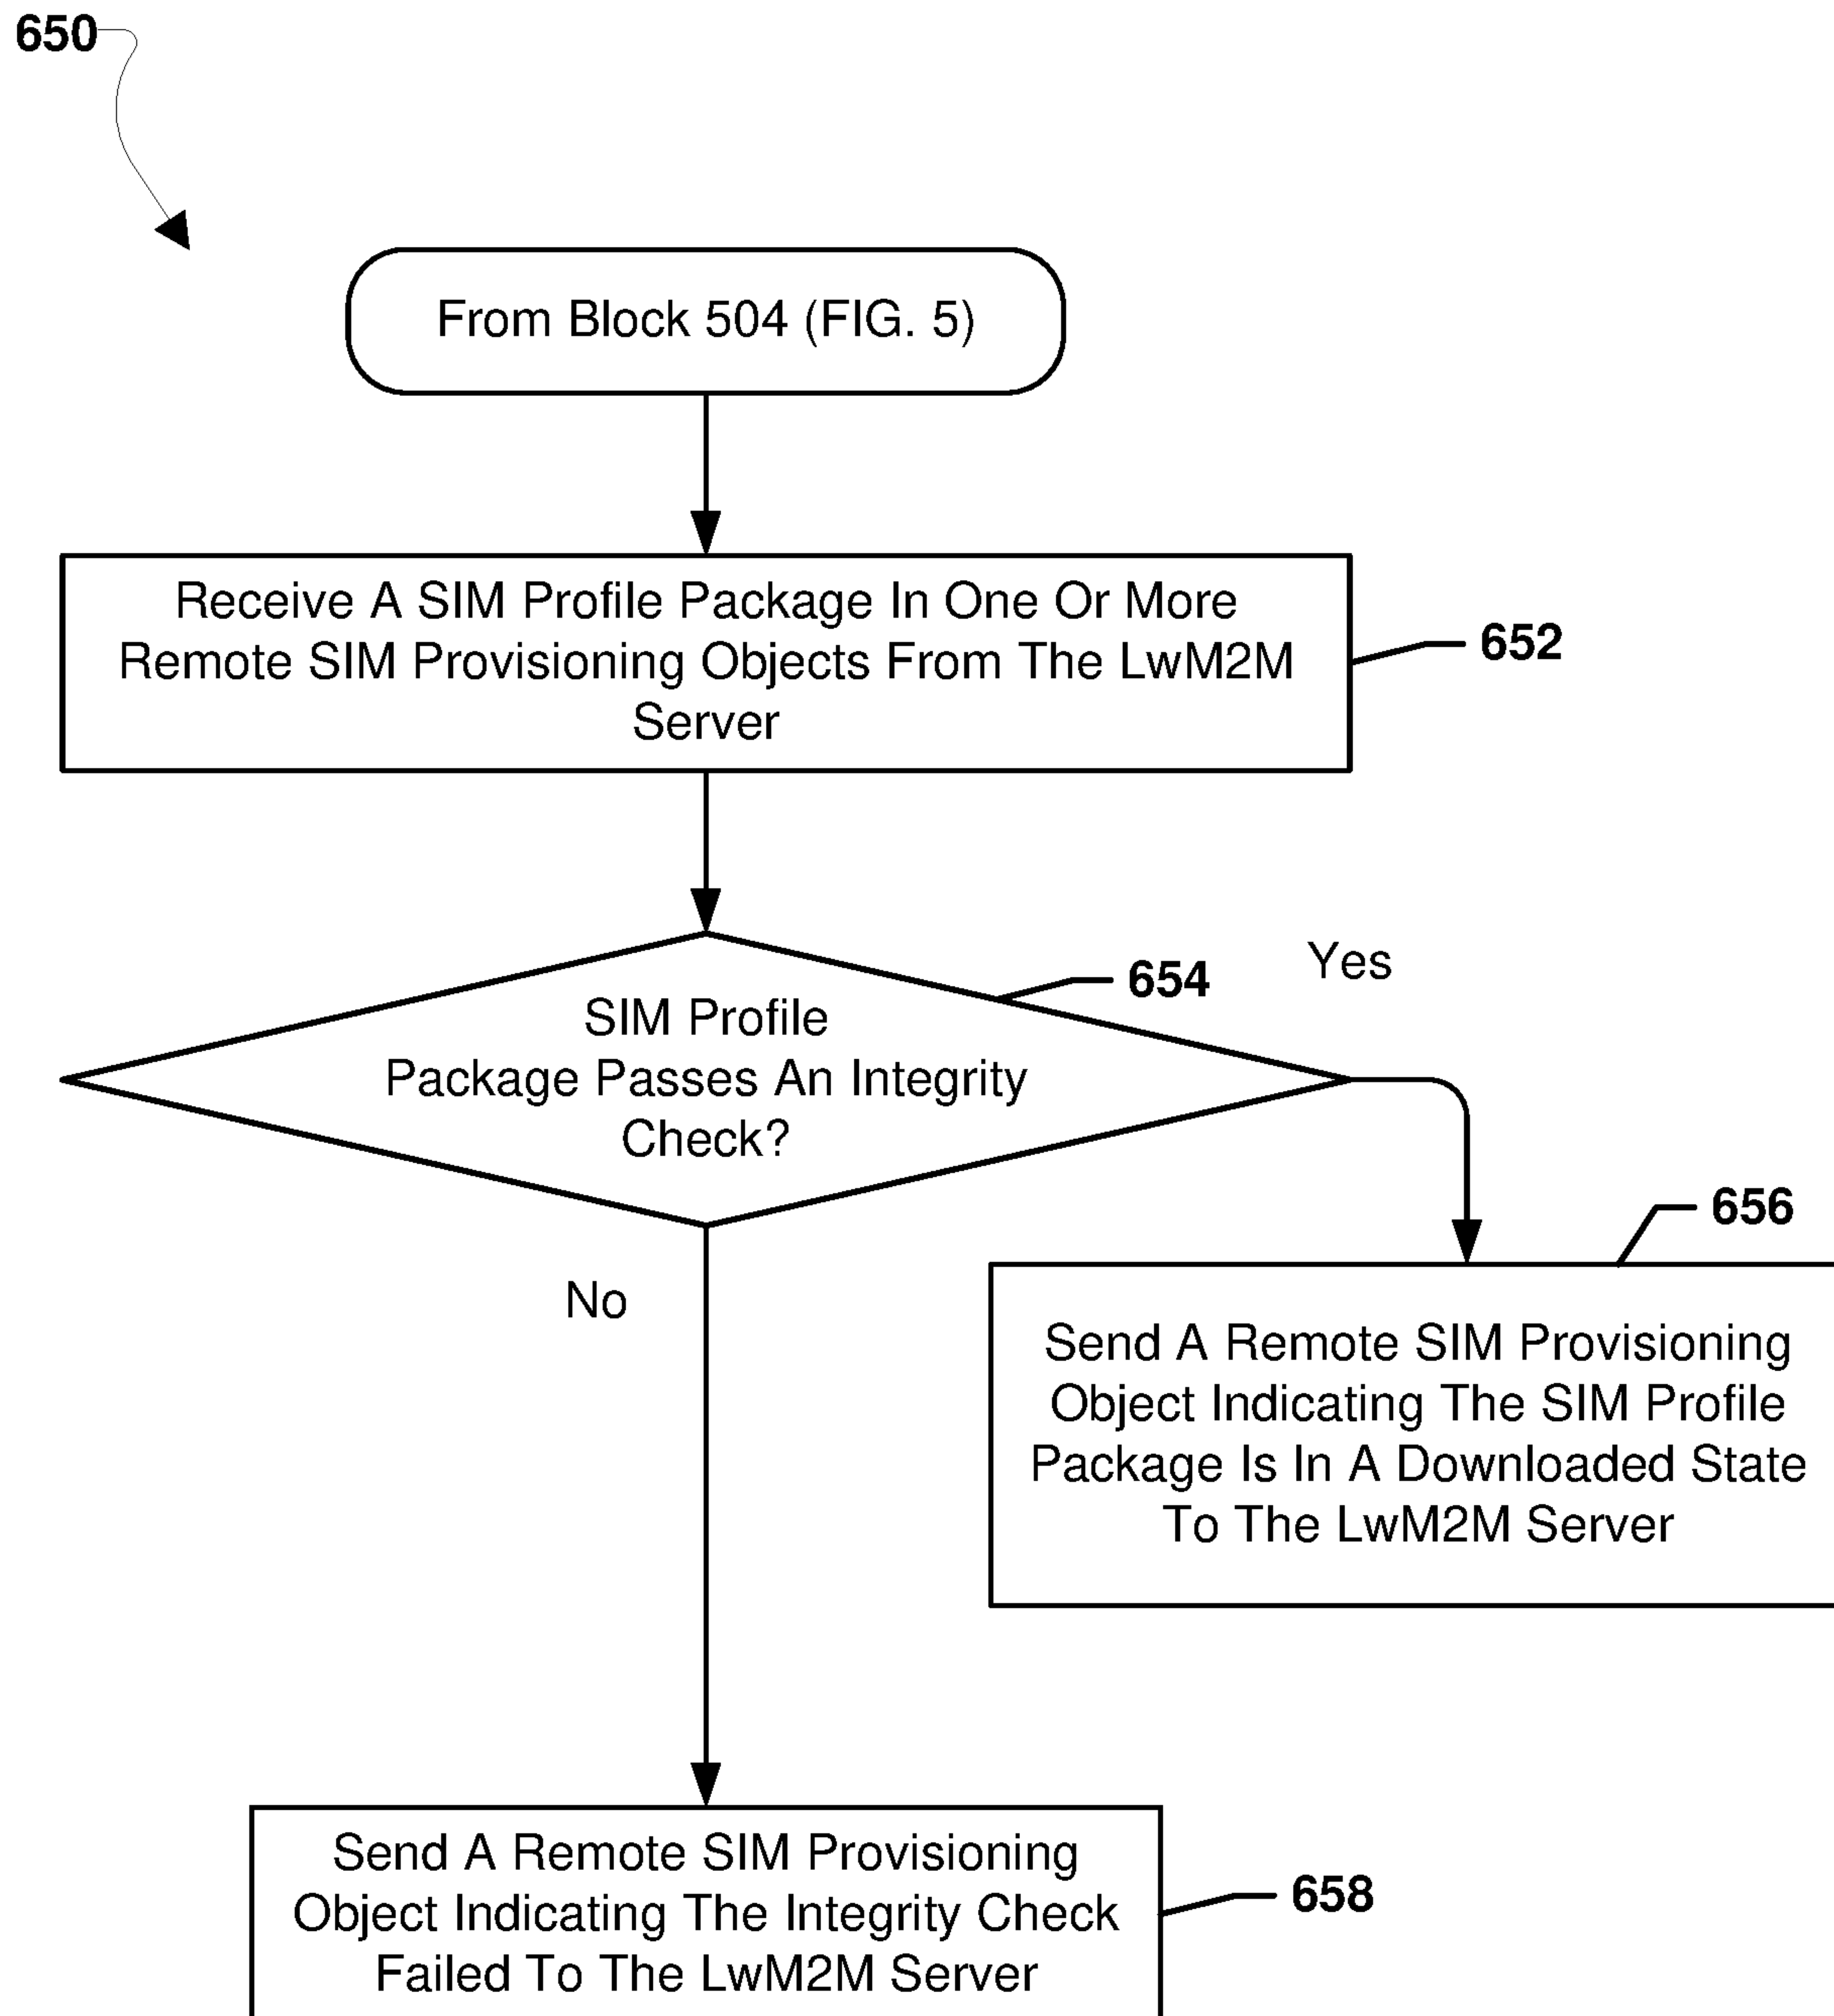 650
From Block 504 (FIG. 5)
Receive A SIM Profile Package In One Or More
Remote SIM Provisioning Objects From The LwM2M
Server
652
654
Yes
SIM Profile
Package Passes An Integrity
Check?
656
No
Send A Remote SIM Provisioning
Object Indicating The SIM Profile
Package Is In A Downloaded State
To The LwM2M Server
Send A Remote SIM Provisioning
Object Indicating The Integrity Check
Failed To The LwM2M Server
658